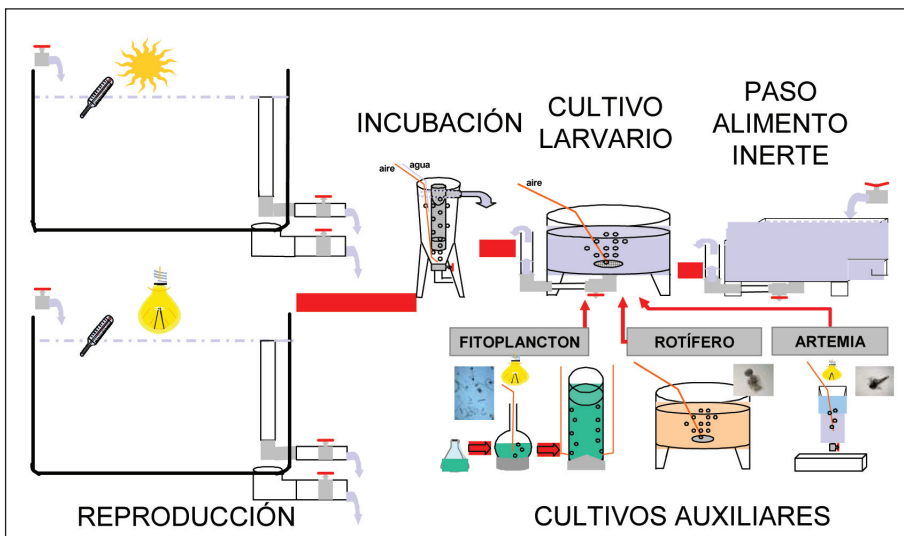 INCUBACIÓN
CULTIVO
LARVARIO
PASO
ALIMENTO
INERTE
agua
aire
aire
FITOPLANCTON
ROTÍFERO
ARTEMIA
REPRODUCCIÓN
CULTIVOS AUXILIARES